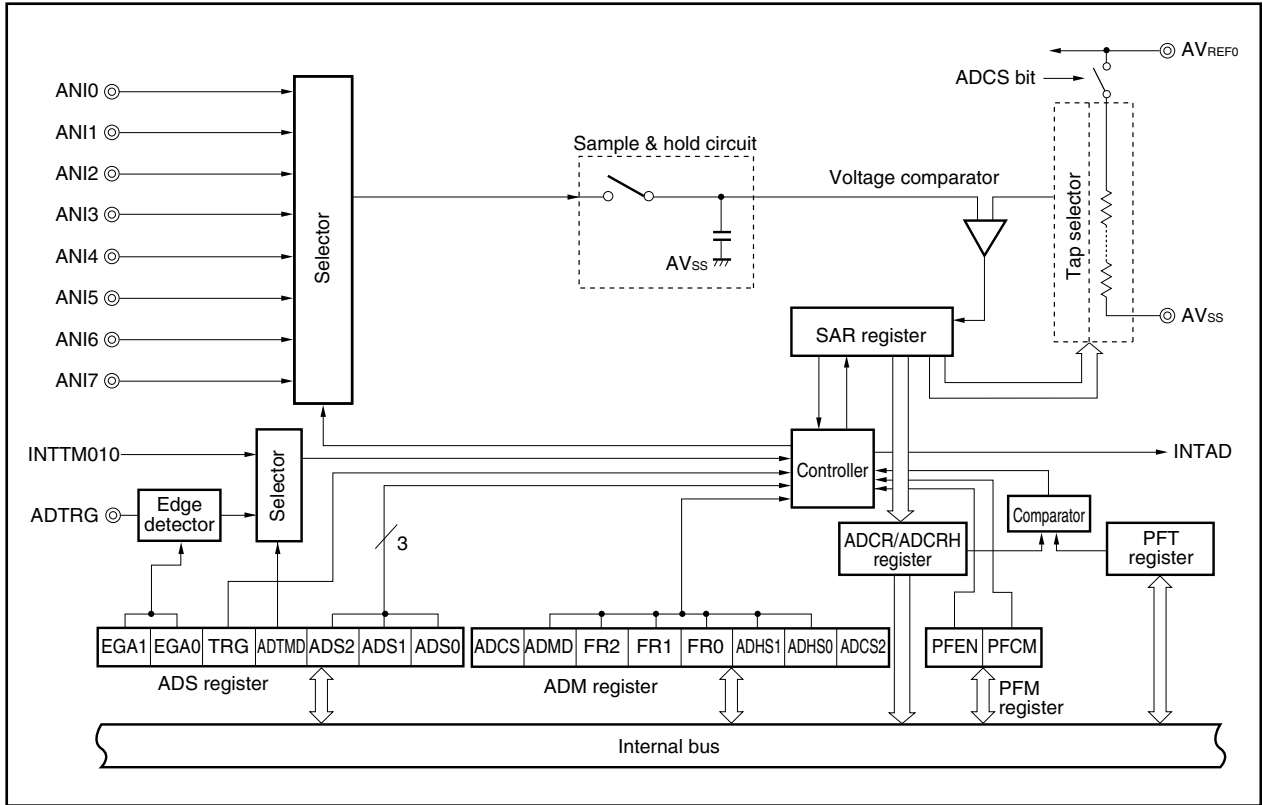 ANI0
ANI1
ANI2
ANI3
ANI4
ANI5
ANI6
ANI7
Selector
Sample & hold circuit
AVSS
Voltage comparator
ADCS bit
AVREF0
Tap selector
AVSS
SAR register
INTTM010
ADTRG
Edge
detector
Selector
Controller
INTAD
3
Comparator
ADCR/ADCRH
register
PFT
register
EGA1 EGA0 TRG ADTMD ADS2 ADS1 ADS0
ADS register
ADCS ADMD FR2 FR1 FR0 ADHS1 ADHS0 ADCS2
ADM register
PFEN PFCM
PFM
register
Internal bus